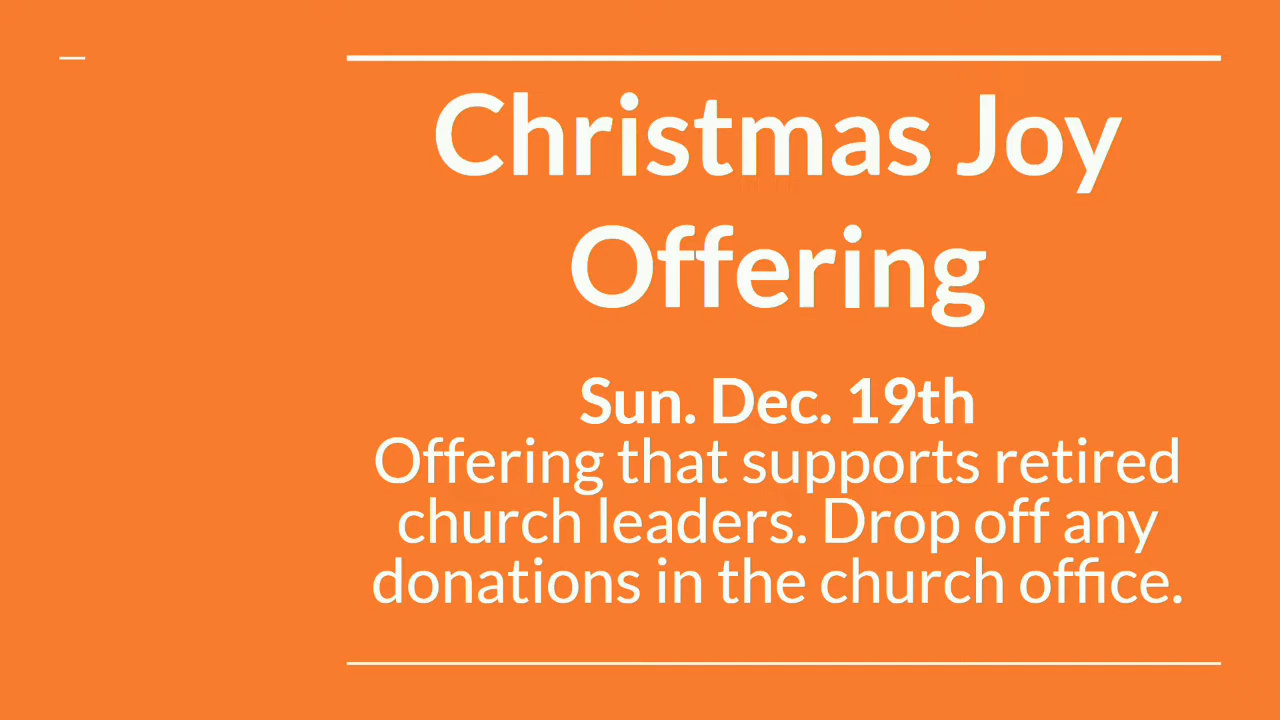 Christmas Joy
Offering
Sun. Dec. 19th
Offering that supports retired
church leaders. Drop off any
donations in the church office.